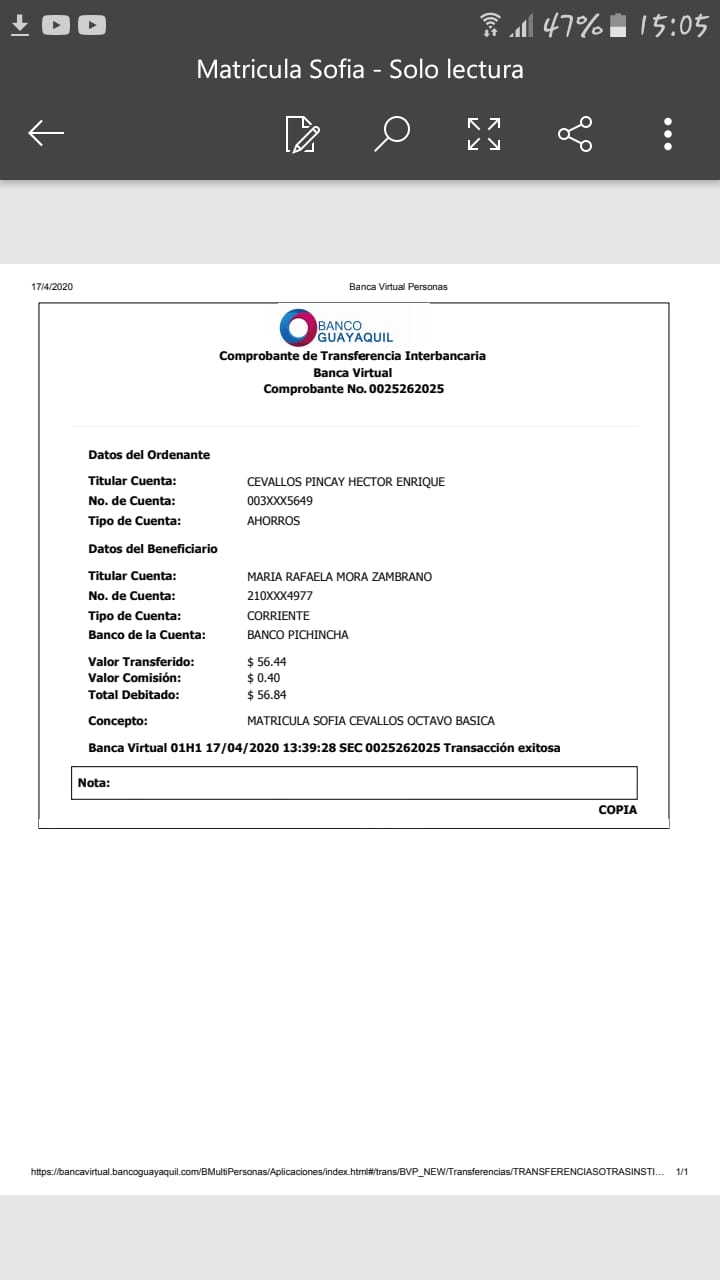 47% 15:05
Matricula Sofia - Solo lectura
17/4/2020 Banca Virtual Personas
BANCO
GUAYAQUIL
Comprobante de Transferencia Interbancaria
Banca Virtual
Comprobante No. 0025262025
Datos del Ordenante
Titular Cuenta: CEVALLOS PINCAY HECTOR ENRIQUE
No. de Cuenta: 003XXX5649
Tipo de Cuenta: AHORROS
Datos del Beneficiario
Titular Cuenta: MARIA RAFAELA MORA ZAMBRANO
No. de Cuenta: 210XXX4977
Tipo de Cuenta: CORRIENTE
Banco de la Cuenta: BANCO PICHINCHA
Valor Transferido: $ 56.44
Valor Comisión: $ 0.40
Total Debitado: $ 56.84
Concepto: MATRICULA SOFIA CEVALLOS OCTAVO BASICA
Banca Virtual 01H1 17/04/2020 13:39:28 SEC 0025262025 Transacción exitosa
Nota:
COPIA
https://bancavirtual.bancoguayaquil.com/BMultiPersonas/Aplicaciones/index.html#/trans/BVP_NEW/Transferencias/TRANSFERENCIASOTRASINSTI... 1/1